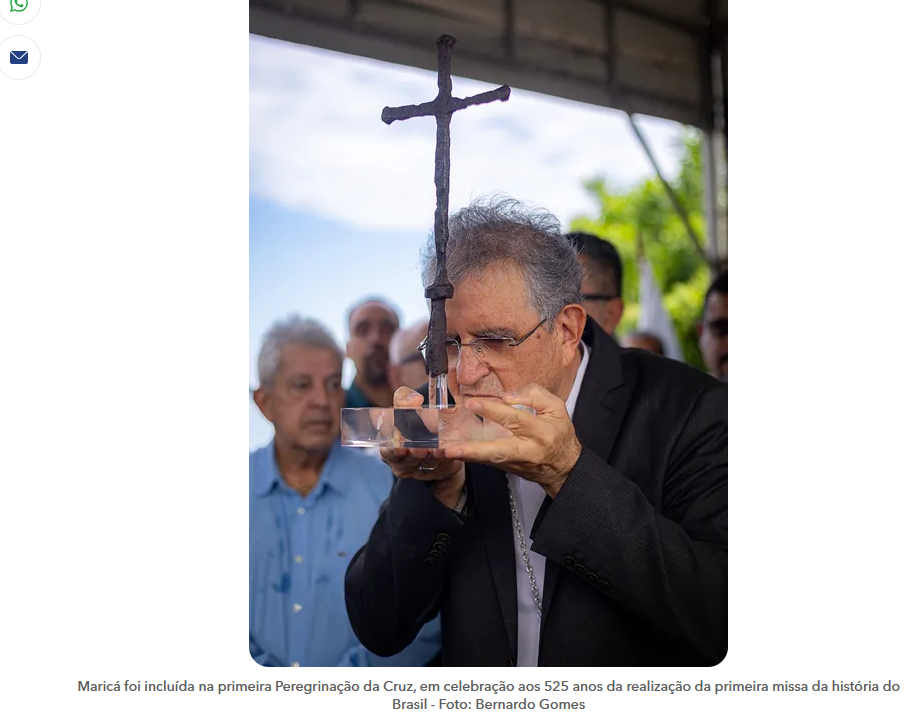 Maricá foi incluída na primeira Peregrinação da Cruz, em celebração aos 525 anos da realização da primeira missa da história do
Brasil - Foto: Bernardo Gomes